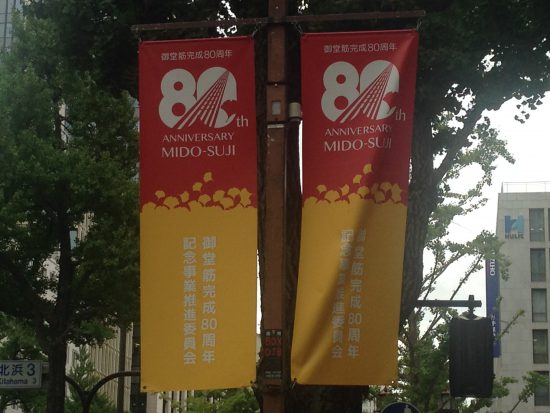 御堂筋完成80周年
80th
ANNIVERSARY
MIDO-SUJI
御堂筋完成80周年
記念事業推進委員会
御堂筋完成80周年
80th
ANNIVERSARY
MIDO-SUJI
御堂筋完成80周年
記念事業推進委員会
北浜3
Kitahama 3
HULIC